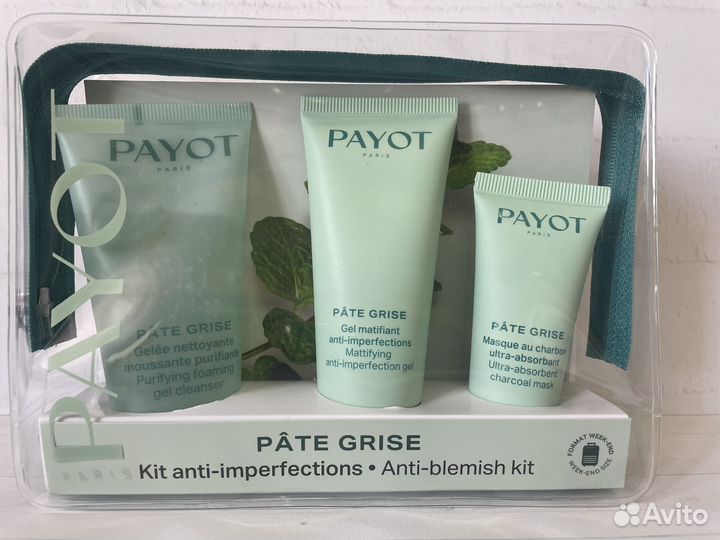 PAYOT
PARIS
PAYOT
PARIS
PÂTE GRISE
Gelée nettoyante
moussante purifiante
Purifying foaming
gel cleanser
PAYOT
PARIS
PÂTE GRISE
Gel matifiant
anti-imperfections
Mattifying
anti-imperfection gel
PAYOT
PARIS
PÂTE GRISE
Masque au charbon
ultra-absorbant
Ultra-absorbent
charcoal mask
PÂTE GRISE
Kit anti-imperfections • Anti-blemish kit
FORMAT WEEK-END
WEEK-END SIZE
Avito